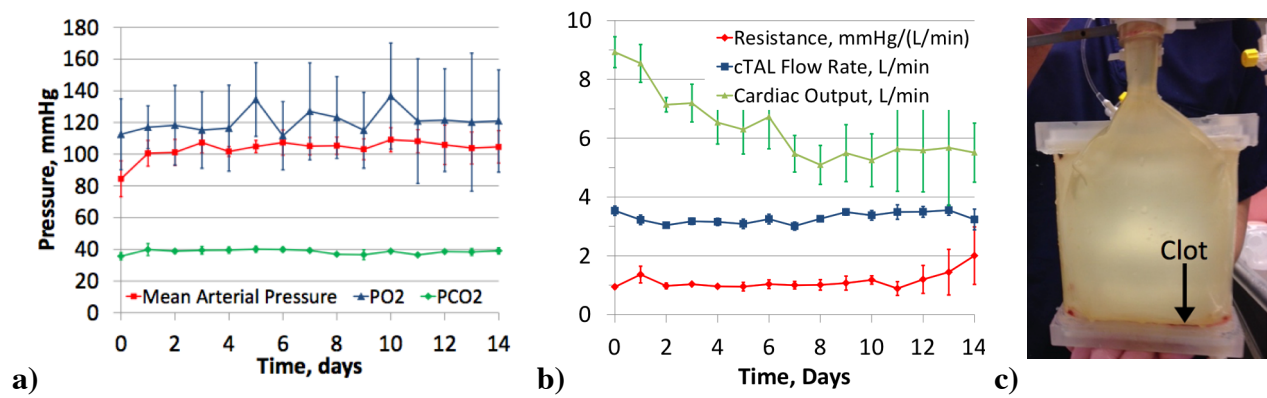 180
160
140
120
100
80
60
40
20
0
Pressure, mmHg
Mean Arterial Pressure PO2 PCO2
0 2 4 6 8 10 12 14
Time, days
a)
10
8
6
4
2
0
Resistance, mmHg/(L/min)
cTAL Flow Rate, L/min
Cardiac Output, L/min
0 2 4 6 8 10 12 14
Time, Days
b)
Clot
c)